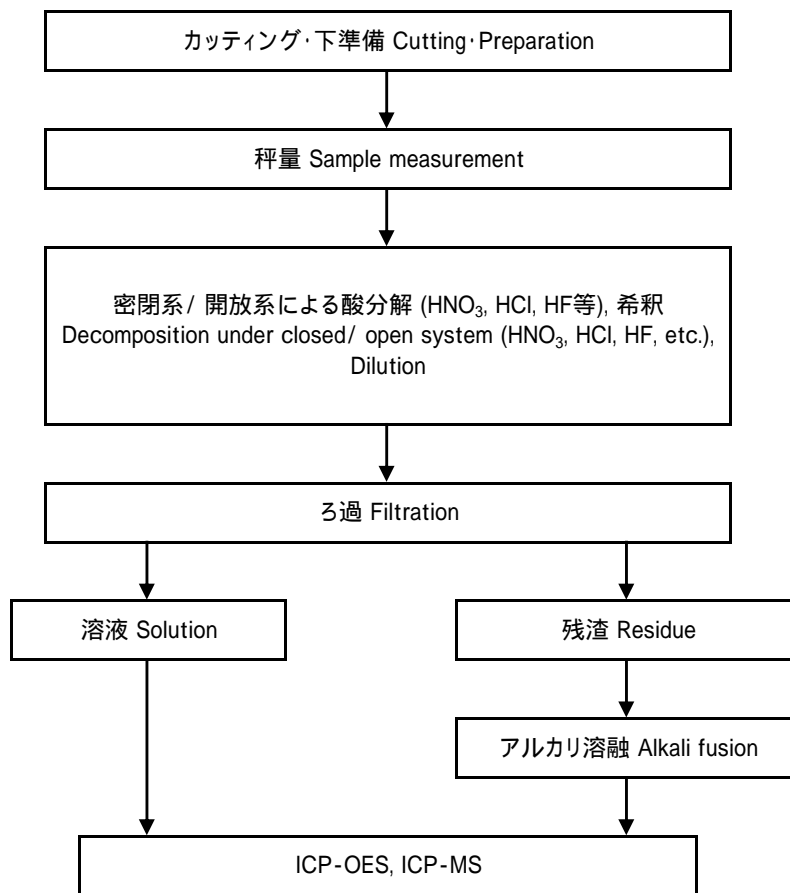 カッティング・下準備 Cutting・Preparation
秤量 Sample measurement
密閉系/ 開放系による酸分解 (HNO₃, HCl, HF等), 希釈
Decomposition under closed/ open system (HNO₃, HCl, HF, etc.),
Dilution
ろ過 Filtration
溶液 Solution
残渣 Residue
アルカリ溶融 Alkali fusion
ICP-OES, ICP-MS